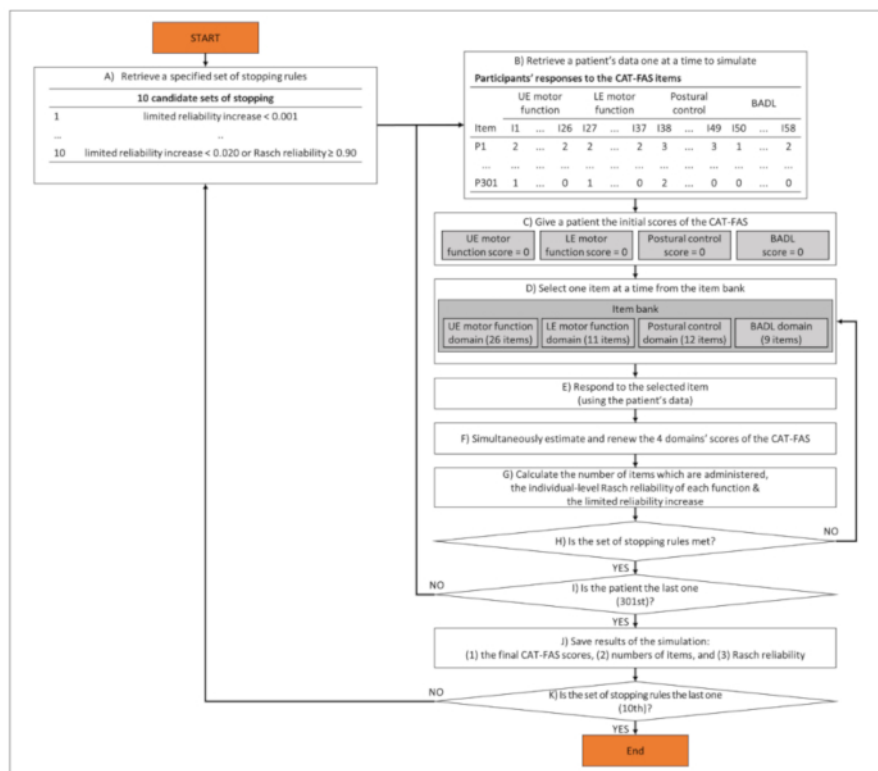 START
A) Retrieve a specified set of stopping rules
10 candidate sets of stopping
1 limited reliability increase < 0.001
... ..
10 limited reliability increase < 0.020 or Rasch reliability ≥ 0.90
B) Retrieve a patient's data one at a time to simulate
Participants' responses to the CAT-FAS items
UE motor function LE motor function Postural control BADL
Item I1 ... I26 I27 ... I37 I38 ... I49 I50 ... I58
P1 2 ... 2 2 ... 2 3 ... 3 1 ... 2
... ... ... ... ... ... ... ... ... ... ... ... ...
P301 1 ... 0 1 ... 0 2 ... 0 0 ... 0
C) Give a patient the initial scores of the CAT-FAS
UE motor
function score = 0
LE motor
function score = 0
Postural control
score = 0
BADL
score = 0
D) Select one item at a time from the item bank
Item bank
UE motor function
domain (26 items)
LE motor function
domain (11 items)
Postural control
domain (12 items)
BADL domain
(9 items)
E) Respond to the selected item
(using the patient's data)
F) Simultaneously estimate and renew the 4 domains' scores of the CAT-FAS
G) Calculate the number of items which are administered,
the individual-level Rasch reliability of each function &
the limited reliability increase
NO
H) Is the set of stopping rules met?
YES
NO
I) Is the patient the last one
(301st)?
YES
J) Save results of the simulation:
(1) the final CAT-FAS scores, (2) numbers of items, and (3) Rasch reliability
NO
K) Is the set of stopping rules the last one
(10th)?
YES
End